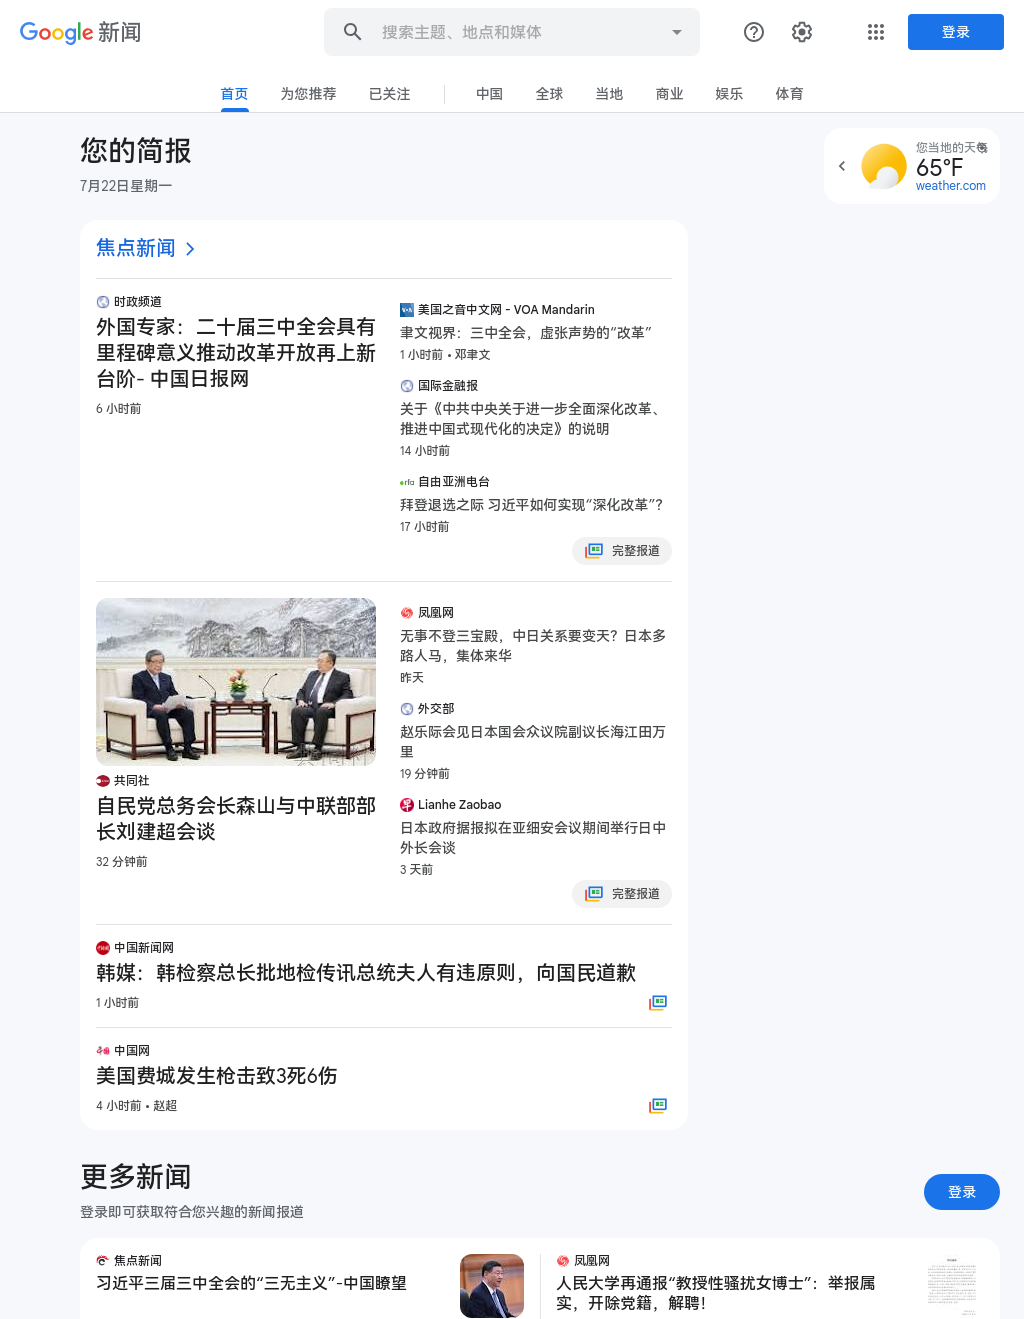 Google 新闻
搜索主题、地点和媒体
登录
首页
为您推荐
已关注
中国
全球
当地
商业
娱乐
体育
您的简报
7月22日星期一
您当地的天气
65°F
weather.com
焦点新闻
时政频道
外国专家：二十届三中全会具有
里程碑意义推动改革开放再上新
台阶- 中国日报网
6 小时前
美国之音中文网 - VOA Mandarin
聿文视界：三中全会，虚张声势的“改革”
1 小时前 • 邓聿文
国际金融报
关于《中共中央关于进一步全面深化改革、
推进中国式现代化的决定》的说明
14 小时前
自由亚洲电台
拜登退选之际 习近平如何实现“深化改革”？
17 小时前
完整报道
共同社
自民党总务会长森山与中联部部
长刘建超会谈
32 分钟前
凤凰网
无事不登三宝殿，中日关系要变天？日本多
路人马，集体来华
昨天
外交部
赵乐际会见日本国会众议院副议长海江田万
里
19 分钟前
Lianhe Zaobao
日本政府据报拟在亚细安会议期间举行日中
外长会谈
3 天前
完整报道
中国新闻网
韩媒：韩检察总长批地检传讯总统夫人有违原则，向国民道歉
1 小时前
中国网
美国费城发生枪击致3死6伤
4 小时前 • 赵超
更多新闻
登录即可获取符合您兴趣的新闻报道
登录
焦点新闻
习近平三届三中全会的“三无主义”-中国瞭望
凤凰网
人民大学再通报“教授性骚扰女博士”：举报属
实，开除党籍，解聘！